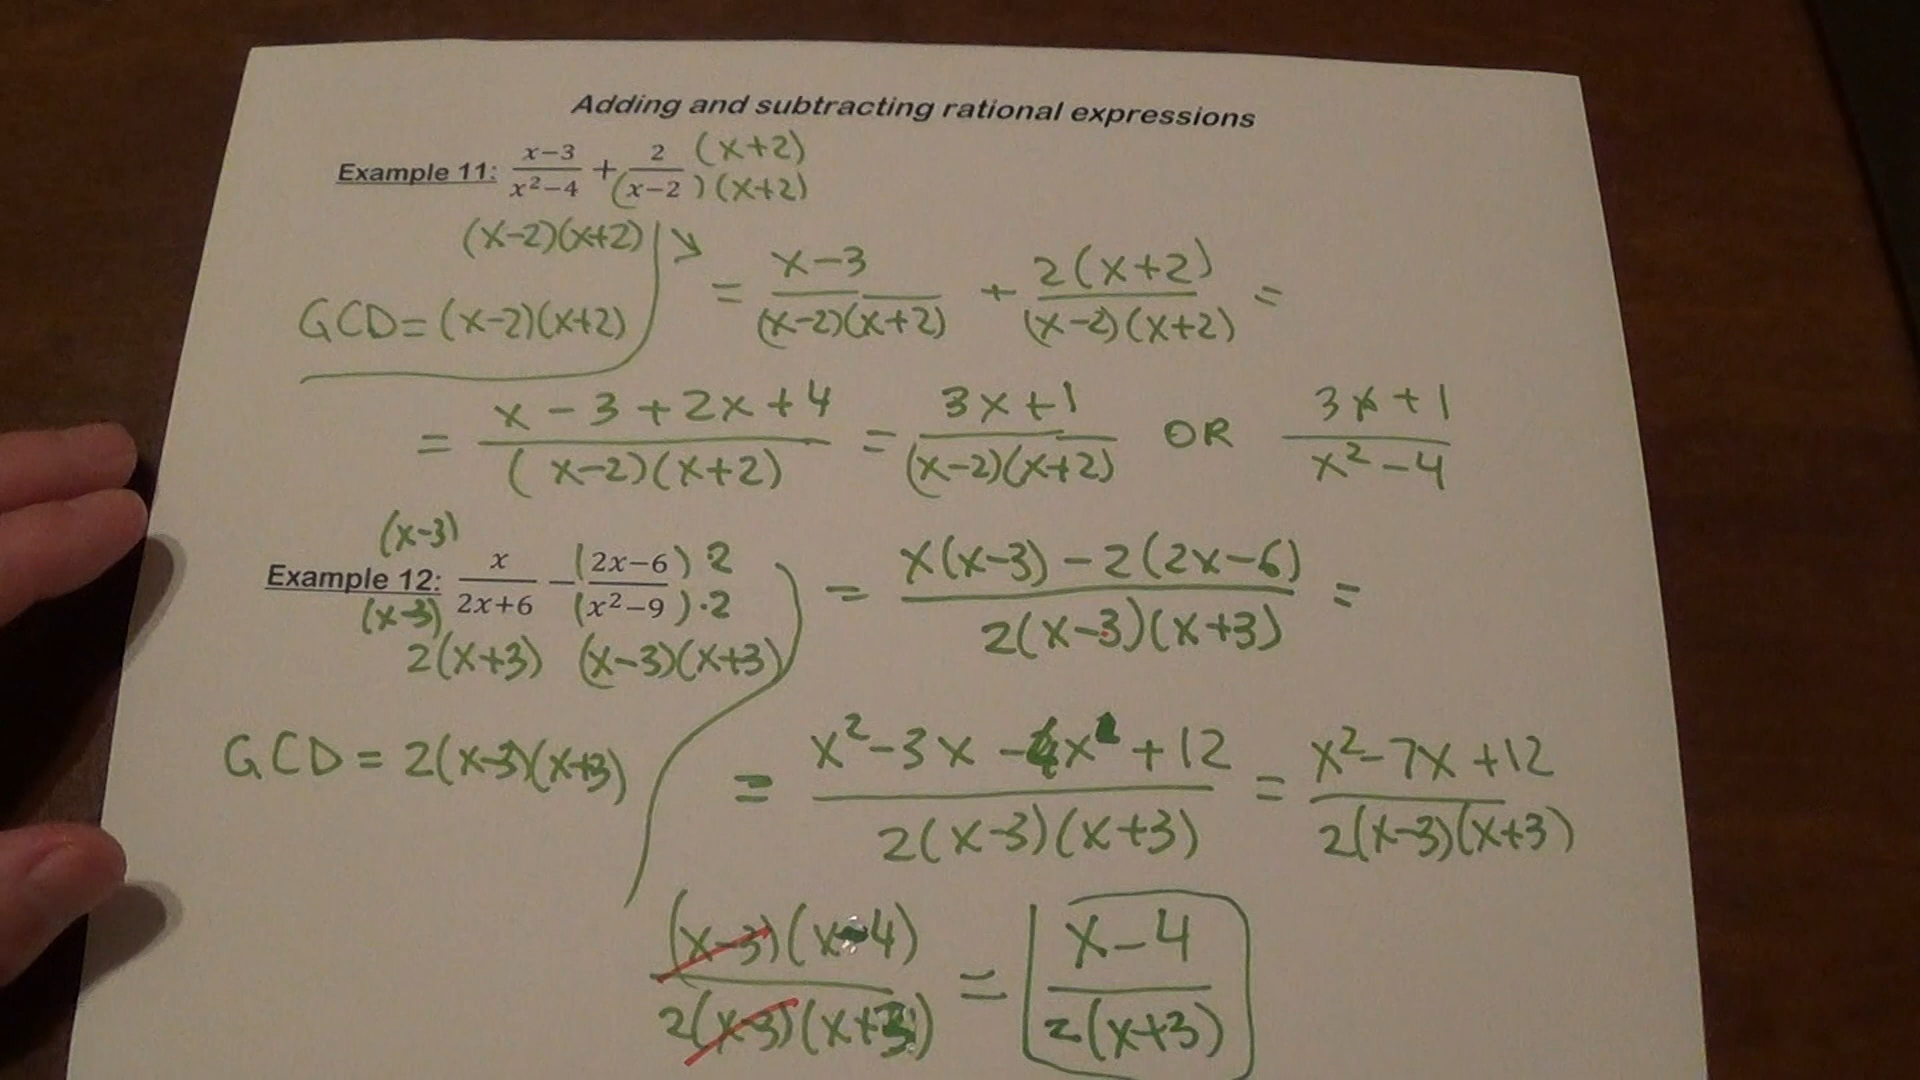 Adding and subtracting rational expressions
Example 11: x−3/x²−4 + 2/(x−2) (x+2)/(x+2)
(x-2)(x+2)
= x-3/(x-2)(x+2) + 2(x+2)/(x-2)(x+2) =
GCD=(x-2)(x+2)
= x-3+2x+4/(x-2)(x+2) = 3x+1/(x-2)(x+2) OR 3x+1/x²-4
Example 12: (x-3)/(x-3) x/2x+6 − (2x−6)·2/(x²−9)·2 = x(x-3)-2(2x-6)/2(x-3)(x+3) =
2(x+3) (x-3)(x+3)
GCD = 2(x-3)(x+3)
= x²-3x-4x+12/2(x-3)(x+3) = x²-7x+12/2(x-3)(x+3)
(x-3)(x-4)/2(x-3)(x+3) = x-4/2(x+3)